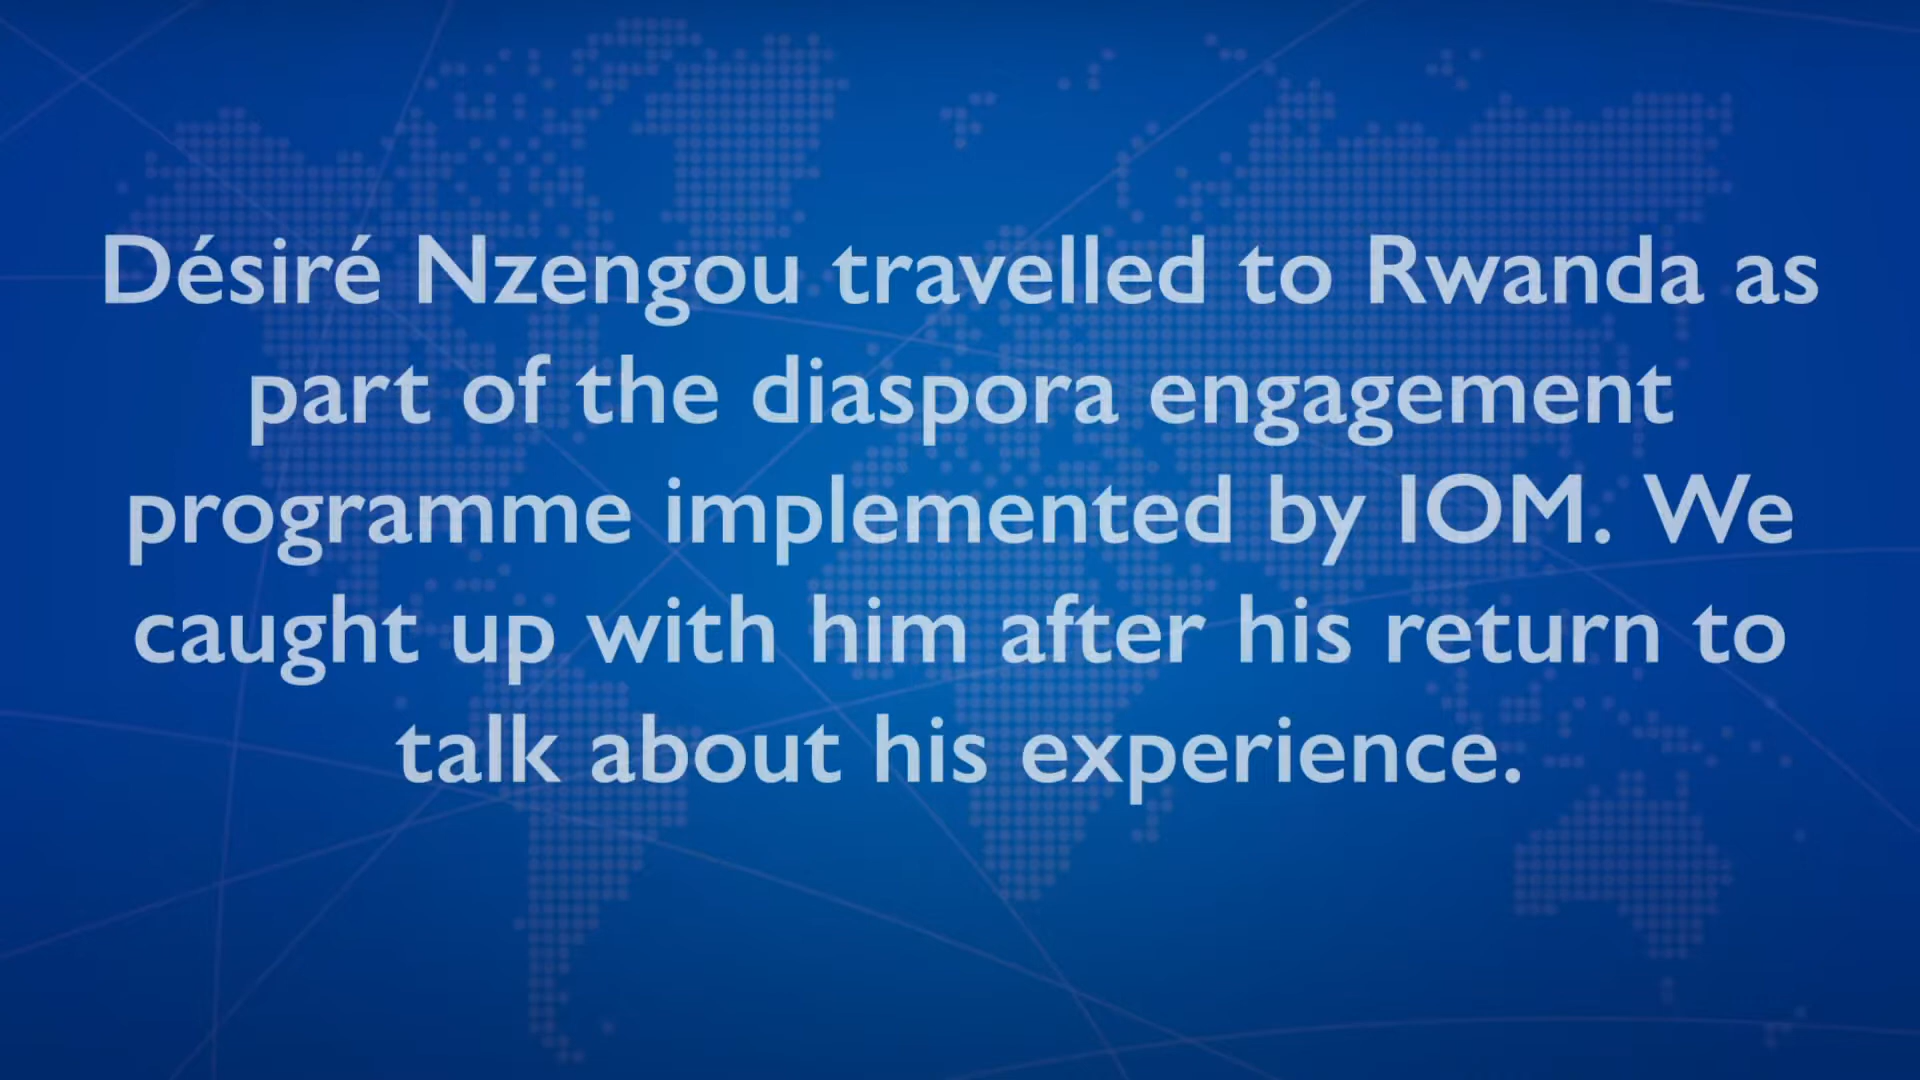 Désiré Nzengou travelled to Rwanda as
part of the diaspora engagement
programme implemented by IOM. We
caught up with him after his return to
talk about his experience.